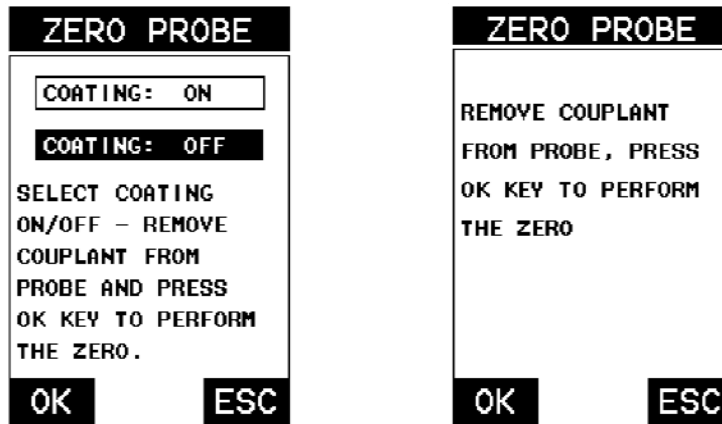 ZERO PROBE
COATING: ON
COATING: OFF
SELECT COATING
ON/OFF – REMOVE
COUPLANT FROM
PROBE AND PRESS
OK KEY TO PERFORM
THE ZERO.
OK ESC
ZERO PROBE
REMOVE COUPLANT
FROM PROBE, PRESS
OK KEY TO PERFORM
THE ZERO
OK ESC